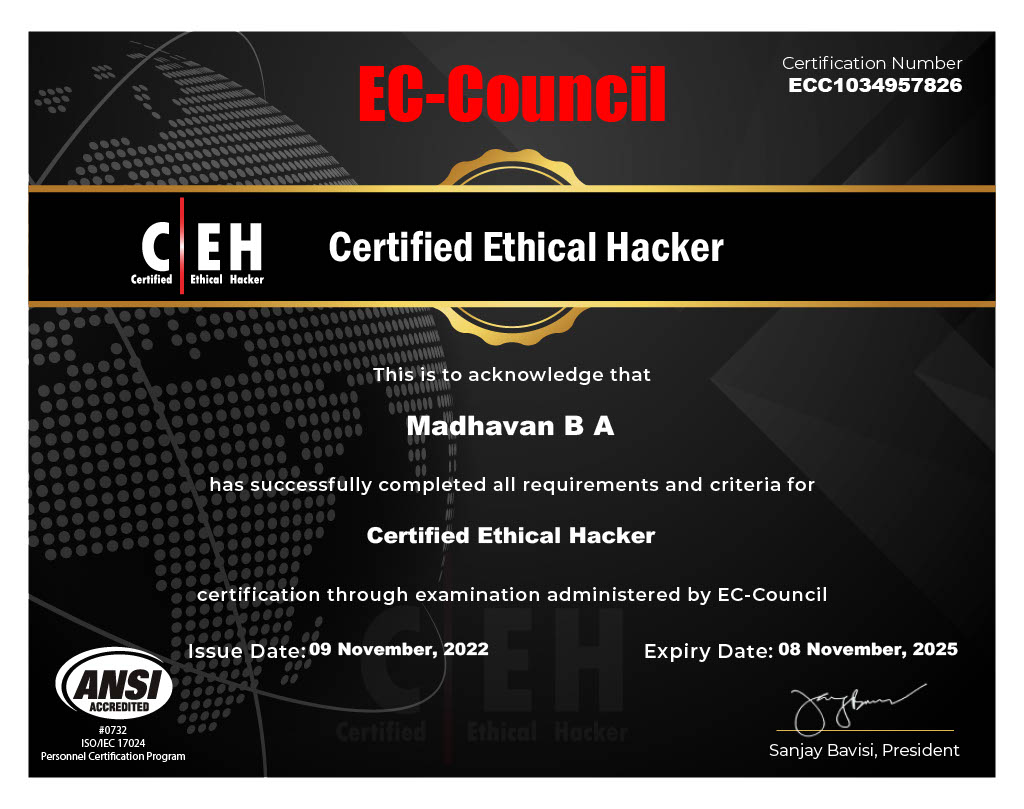 EC-Council
Certification Number
ECC1034957826
C EH
Certified Ethical Hacker
Certified Ethical Hacker
This is to acknowledge that
Madhavan B A
has successfully completed all requirements and criteria for
Certified Ethical Hacker
certification through examination administered by EC-Council
Issue Date: 09 November, 2022
Expiry Date: 08 November, 2025
C EH
Certified Ethical Hacker
ANSI
ACCREDITED
#0732
ISO/IEC 17024
Personnel Certification Program
Sanjay Bavisi, President